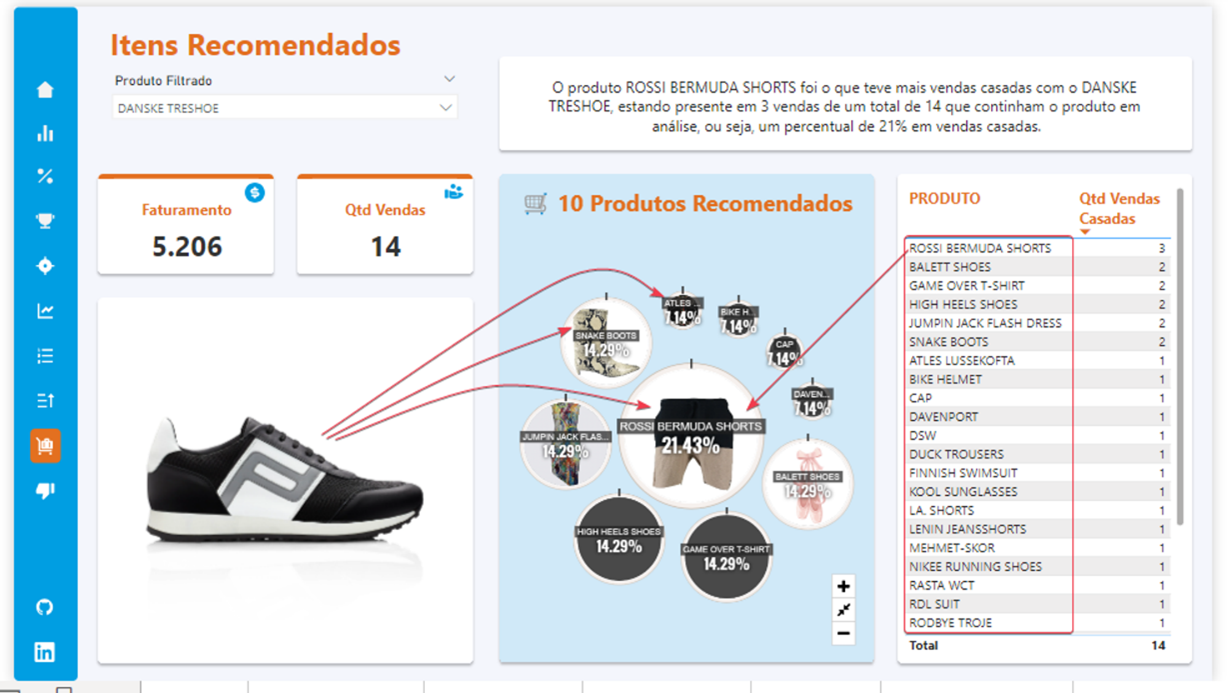 Itens Recomendados
Produto Filtrado
DANSKE TRESHOE
O produto ROSSI BERMUDA SHORTS foi o que teve mais vendas casadas com o DANSKE
TRESHOE, estando presente em 3 vendas de um total de 14 que continham o produto em
análise, ou seja, um percentual de 21% em vendas casadas.
Faturamento
5.206
Qtd Vendas
14
10 Produtos Recomendados
ATLES ...
7.14%
BIKE H...
7.14%
SNAKE BOOTS
14.29%
CAP
7.14%
DAVEN...
7.14%
ROSSI BERMUDA SHORTS
21.43%
JUMPIN JACK FLAS...
14.29%
BALETT SHOES
14.29%
HIGH HEELS SHOES
14.29%
GAME OVER T-SHIRT
14.29%
PRODUTO Qtd Vendas
Casadas
ROSSI BERMUDA SHORTS 3
BALETT SHOES 2
GAME OVER T-SHIRT 2
HIGH HEELS SHOES 2
JUMPIN JACK FLASH DRESS 2
SNAKE BOOTS 2
ATLES LUSSEKOFTA 1
BIKE HELMET 1
CAP 1
DAVENPORT 1
DSW 1
DUCK TROUSERS 1
FINNISH SWIMSUIT 1
KOOL SUNGLASSES 1
LA. SHORTS 1
LENIN JEANSSHORTS 1
MEHMET-SKOR 1
NIKEE RUNNING SHOES 1
RASTA WCT 1
RDL SUIT 1
RODBYE TROJE 1
Total 14